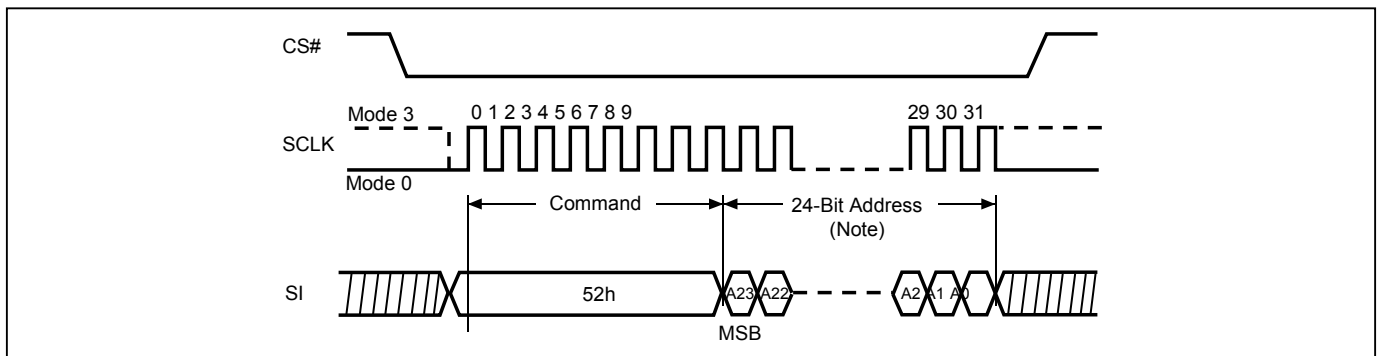 CS#
Mode 3
0 1 2 3 4 5 6 7 8 9
29 30 31
SCLK
Mode 0
Command
24-Bit Address
(Note)
SI
52h
A23
A22
A2
A1
A0
MSB